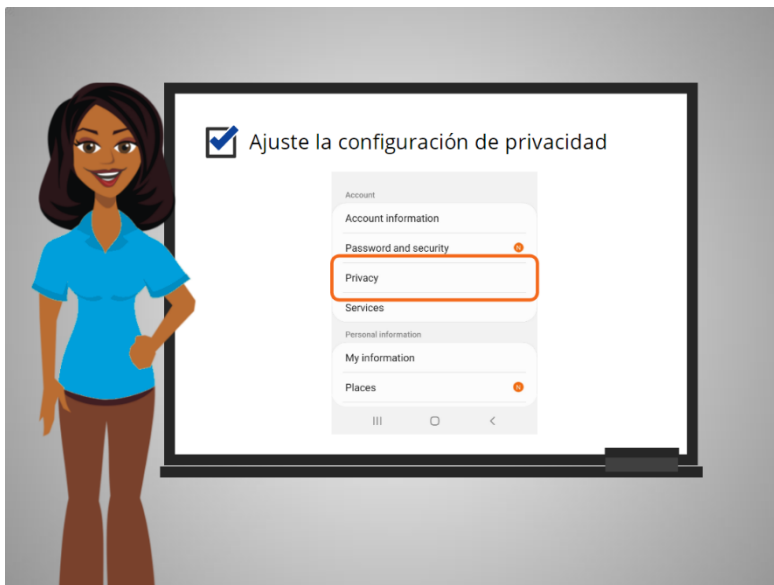 Ajuste la configuración de privacidad
Account
Account information
Password and security N
Privacy
Services
Personal information
My information
Places N